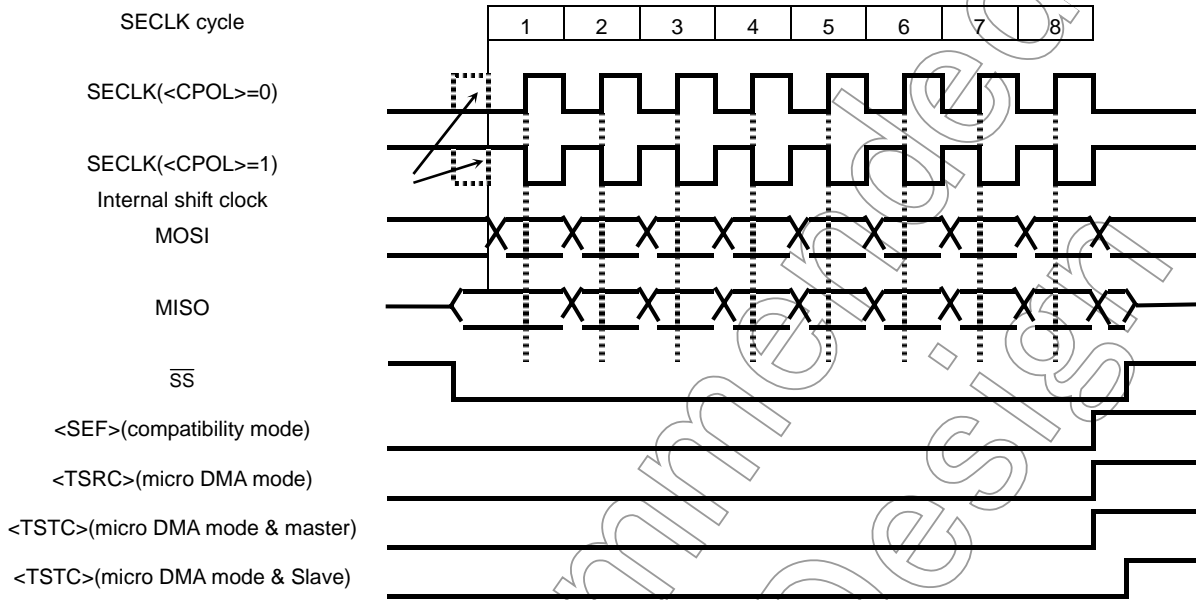 SECLK cycle 1 2 3 4 5 6 7 8
SECLK(<CPOL>=0)
SECLK(<CPOL>=1)
Internal shift clock
MOSI
MISO
SS
<SEF>(compatibility mode)
<TSRC>(micro DMA mode)
<TSTC>(micro DMA mode & master)
<TSTC>(micro DMA mode & Slave)
mmended
Design